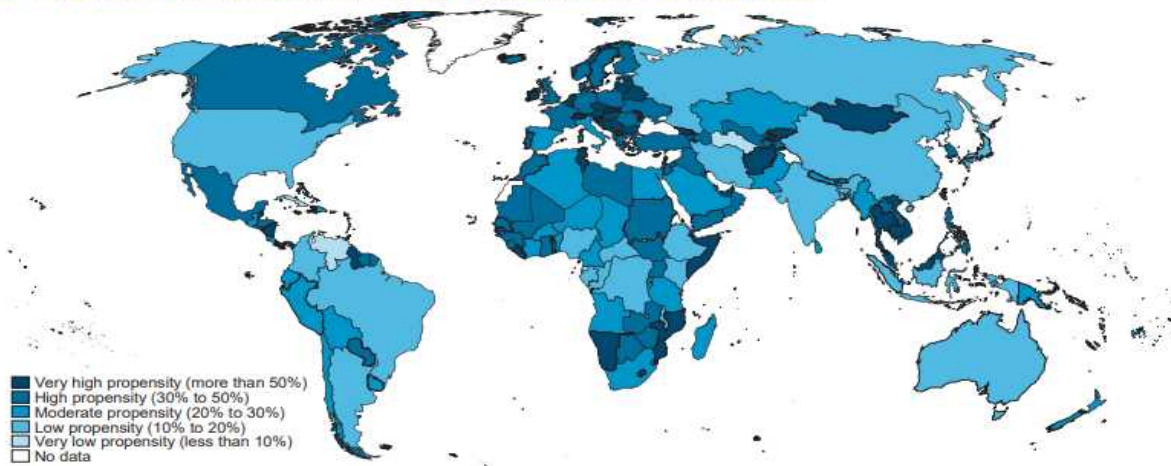 Very high propensity (more than 50%)
High propensity (30% to 50%)
Moderate propensity (20% to 30%)
Low propensity (10% to 20%)
Very low propensity (less than 10%)
No data